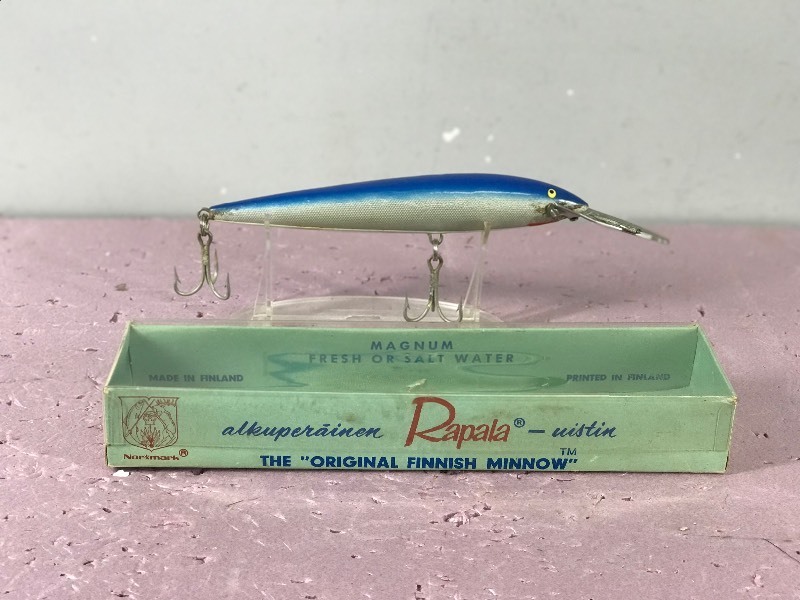 MAGNUM
FRESH OR SALT WATER
MADE IN FINLAND
PRINTED IN FINLAND
alkuperäinen Rapala® – uistin
Normark®
THE "ORIGINAL FINNISH MINNOW"™